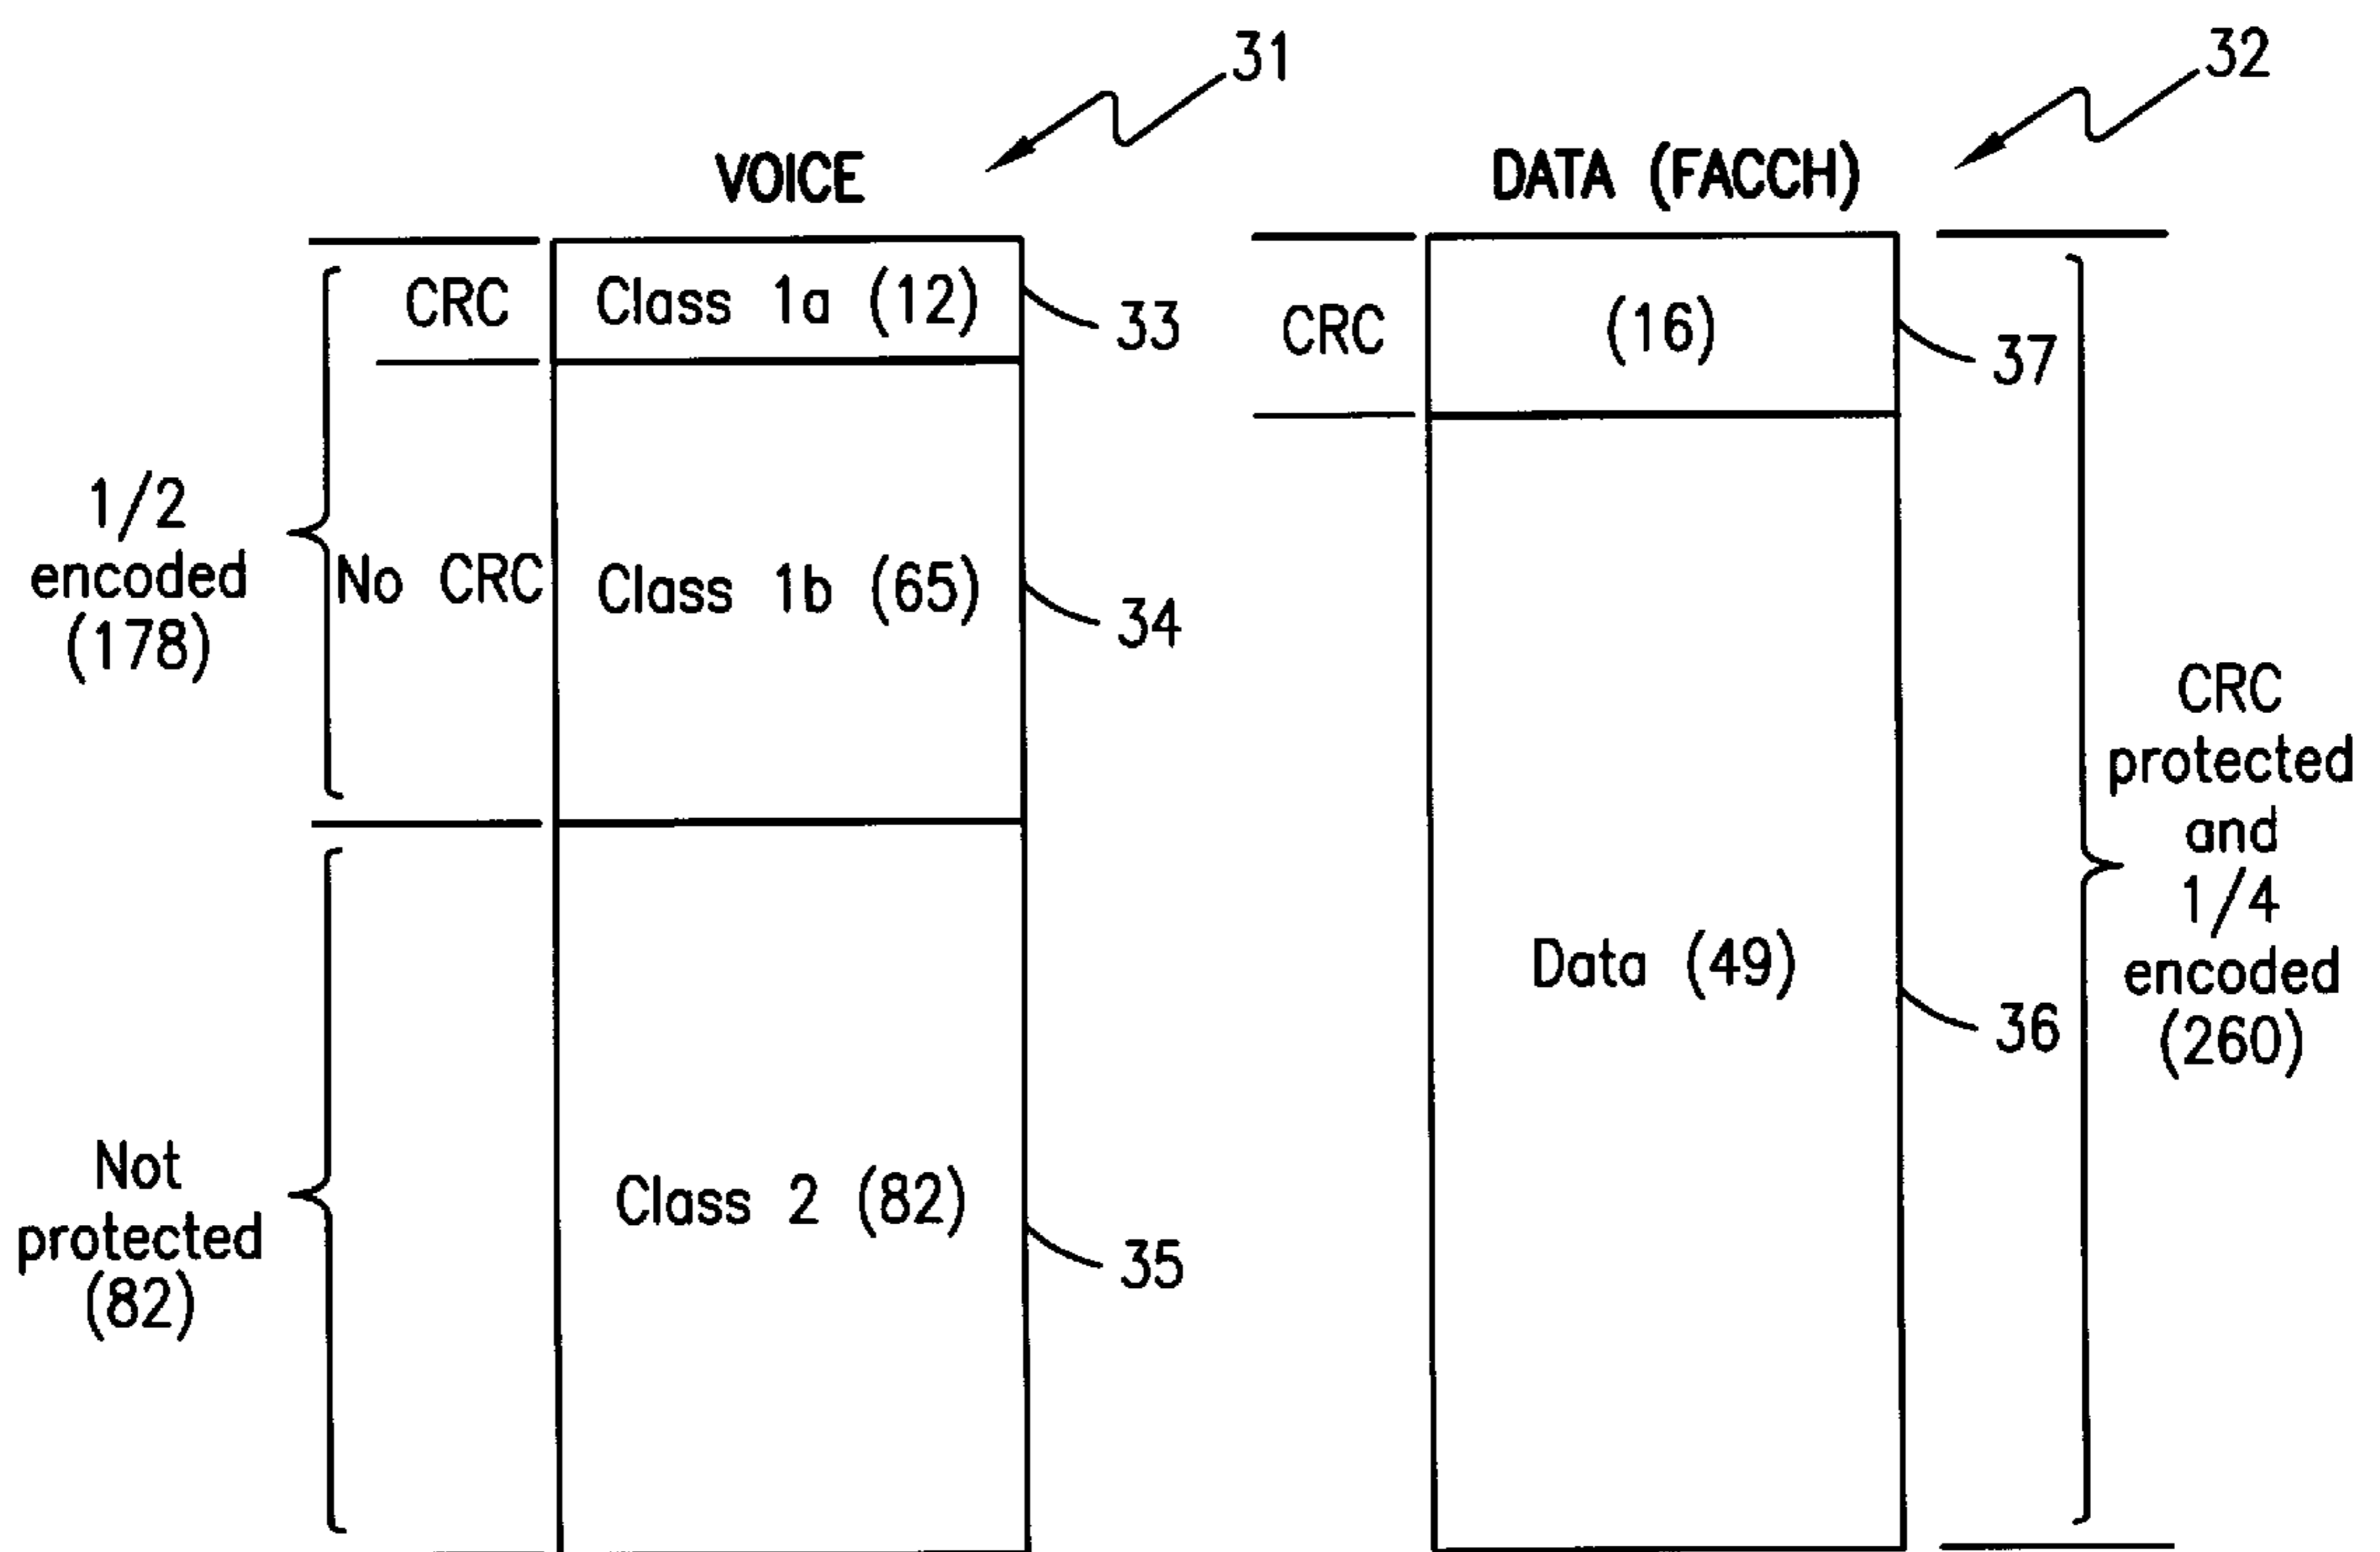 31
32
VOICE
DATA (FACCH)
CRC
Class 1a (12)
33
CRC
(16)
37
1/2
encoded
(178)
No CRC
Class 1b (65)
34
CRC
protected
and
1/4
encoded
(260)
Data (49)
36
Not
protected
(82)
Class 2 (82)
35